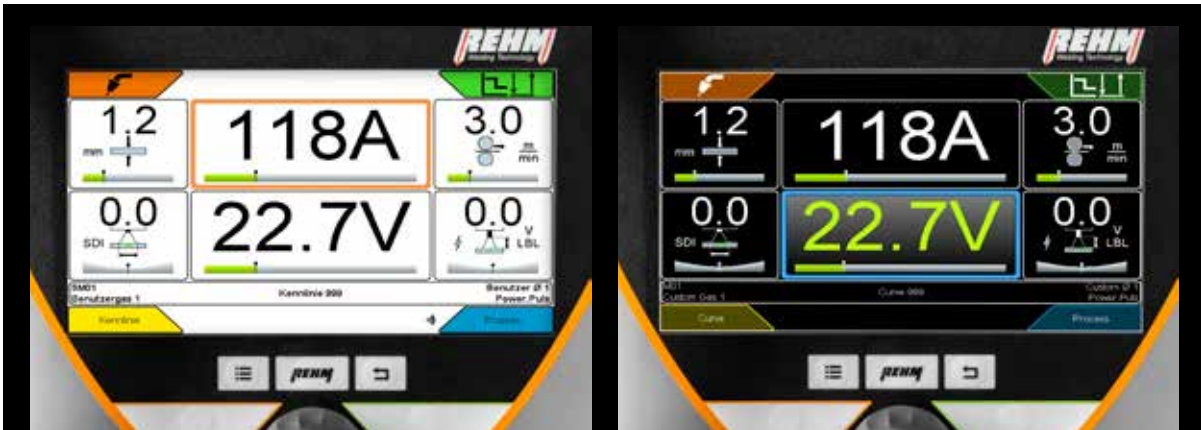 REHM
Welding Technology
1.2
mm
118A
3.0
m
min
0.0
SDI
22.7V
0.0
V
LBL
SM01
Benutzergas 1
Kennlinie 999
Benutzer Ø 1
Power.Puls
Kennlinie
Process
REHM
REHM
Welding Technology
1.2
mm
118A
3.0
m
min
0.0
SDI
22.7V
0.0
V
LBL
Custom Gas 1
Curve 999
Custom Ø 1
Power.Puls
Curve
Process
REHM